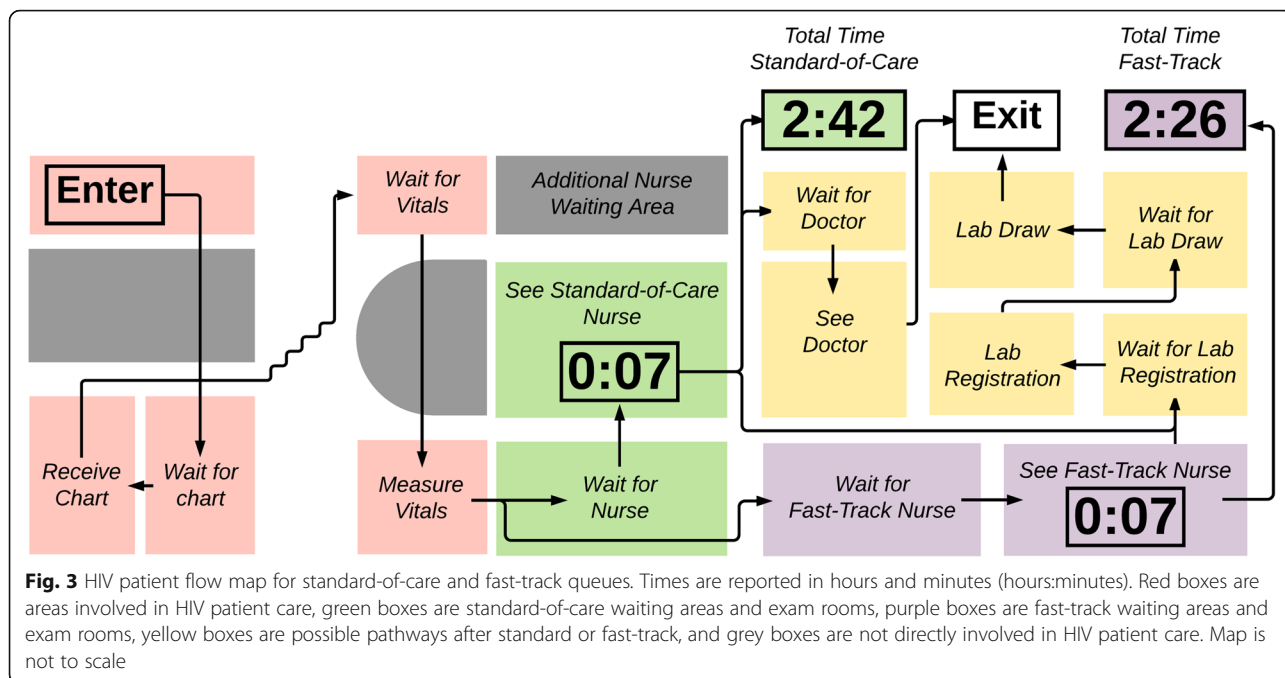 Total Time
Standard-of-Care
Total Time
Fast-Track
2:42
Exit
2:26
Enter
Wait for
Vitals
Additional Nurse
Waiting Area
Wait for
Doctor
Lab Draw
Wait for
Lab Draw
See Standard-of-Care
Nurse
0:07
See
Doctor
Lab
Registration
Wait for Lab
Registration
Receive
Chart
Wait for
chart
Measure
Vitals
Wait for
Nurse
Wait for
Fast-Track Nurse
See Fast-Track Nurse
0:07
Fig. 3 HIV patient flow map for standard-of-care and fast-track queues. Times are reported in hours and minutes (hours:minutes). Red boxes are
areas involved in HIV patient care, green boxes are standard-of-care waiting areas and exam rooms, purple boxes are fast-track waiting areas and
exam rooms, yellow boxes are possible pathways after standard or fast-track, and grey boxes are not directly involved in HIV patient care. Map is
not to scale